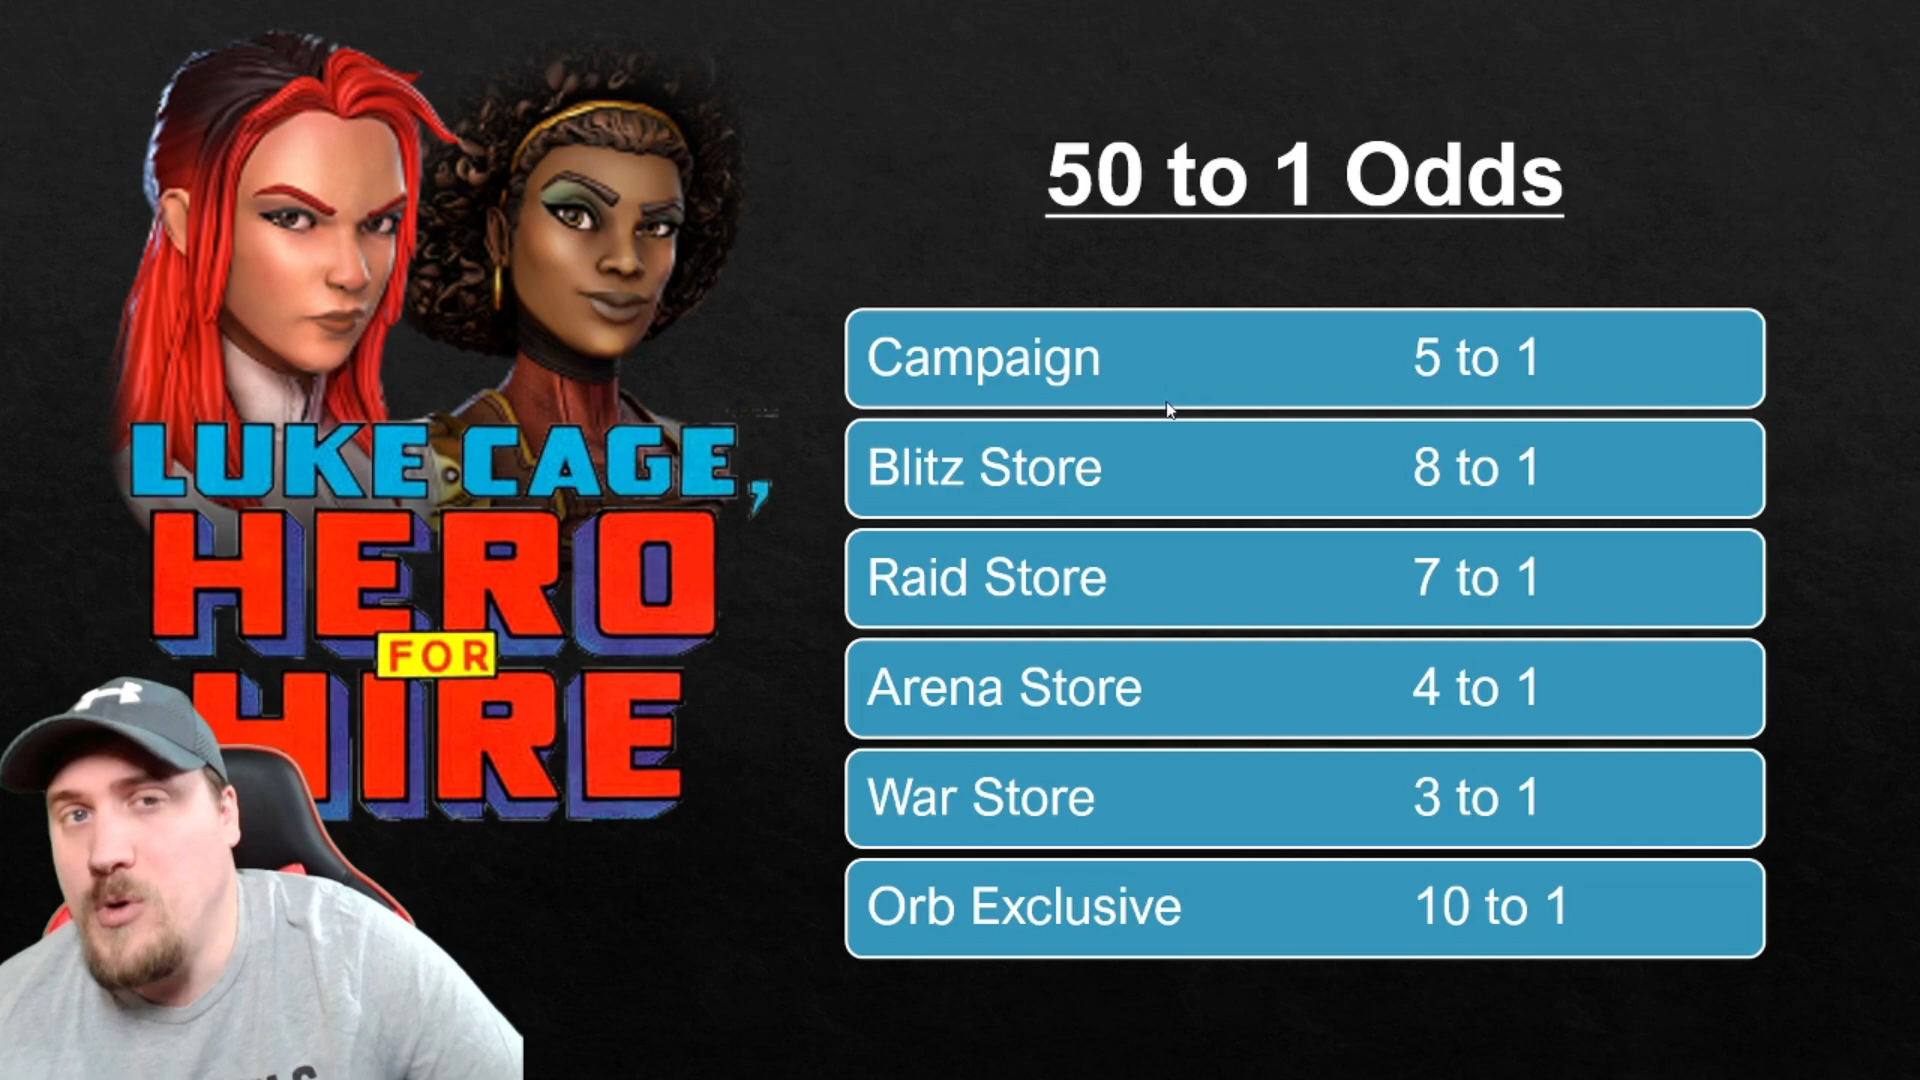 50 to 1 Odds
LUKE CAGE,
HERO
FOR
HIRE
Campaign 5 to 1
Blitz Store 8 to 1
Raid Store 7 to 1
Arena Store 4 to 1
War Store 3 to 1
Orb Exclusive 10 to 1